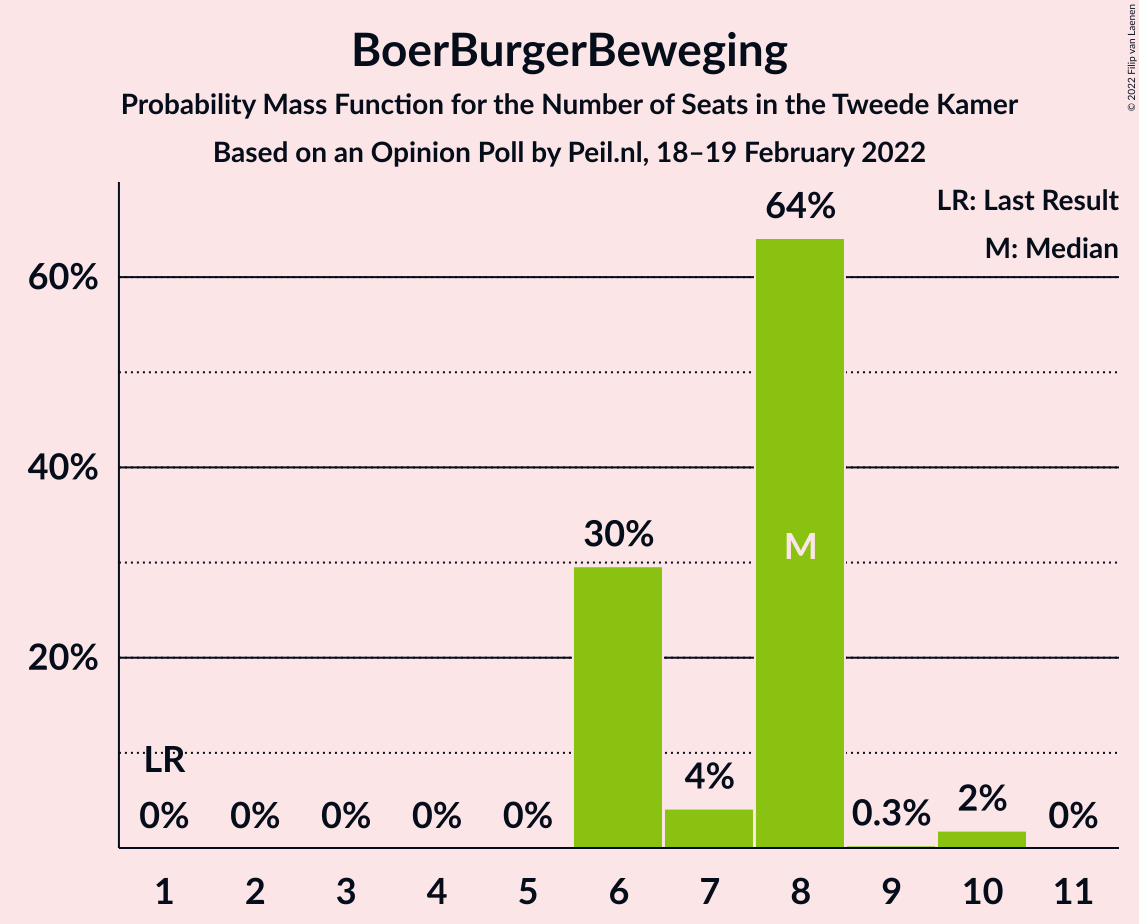 BoerBurgerBeweging
Probability Mass Function for the Number of Seats in the Tweede Kamer
Based on an Opinion Poll by Peil.nl, 18–19 February 2022
© 2022 Filip van Laenen
LR: Last Result
M: Median
60%
40%
20%
LR
0%
0%
0%
0%
0%
30%
4%
64%
M
0.3%
2%
0%
1 2 3 4 5 6 7 8 9 10 11